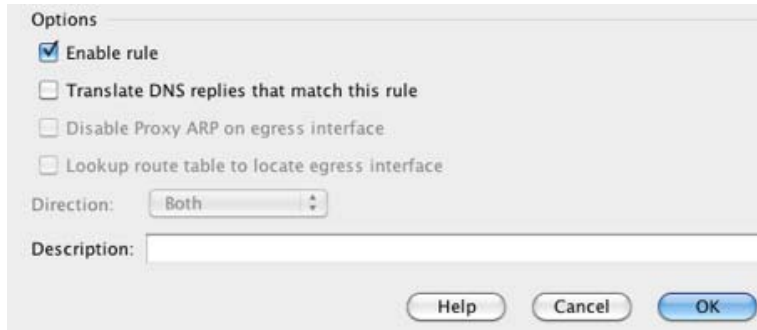 Options
Enable rule
Translate DNS replies that match this rule
Disable Proxy ARP on egress interface
Lookup route table to locate egress interface
Direction: Both
Description:
Help Cancel OK